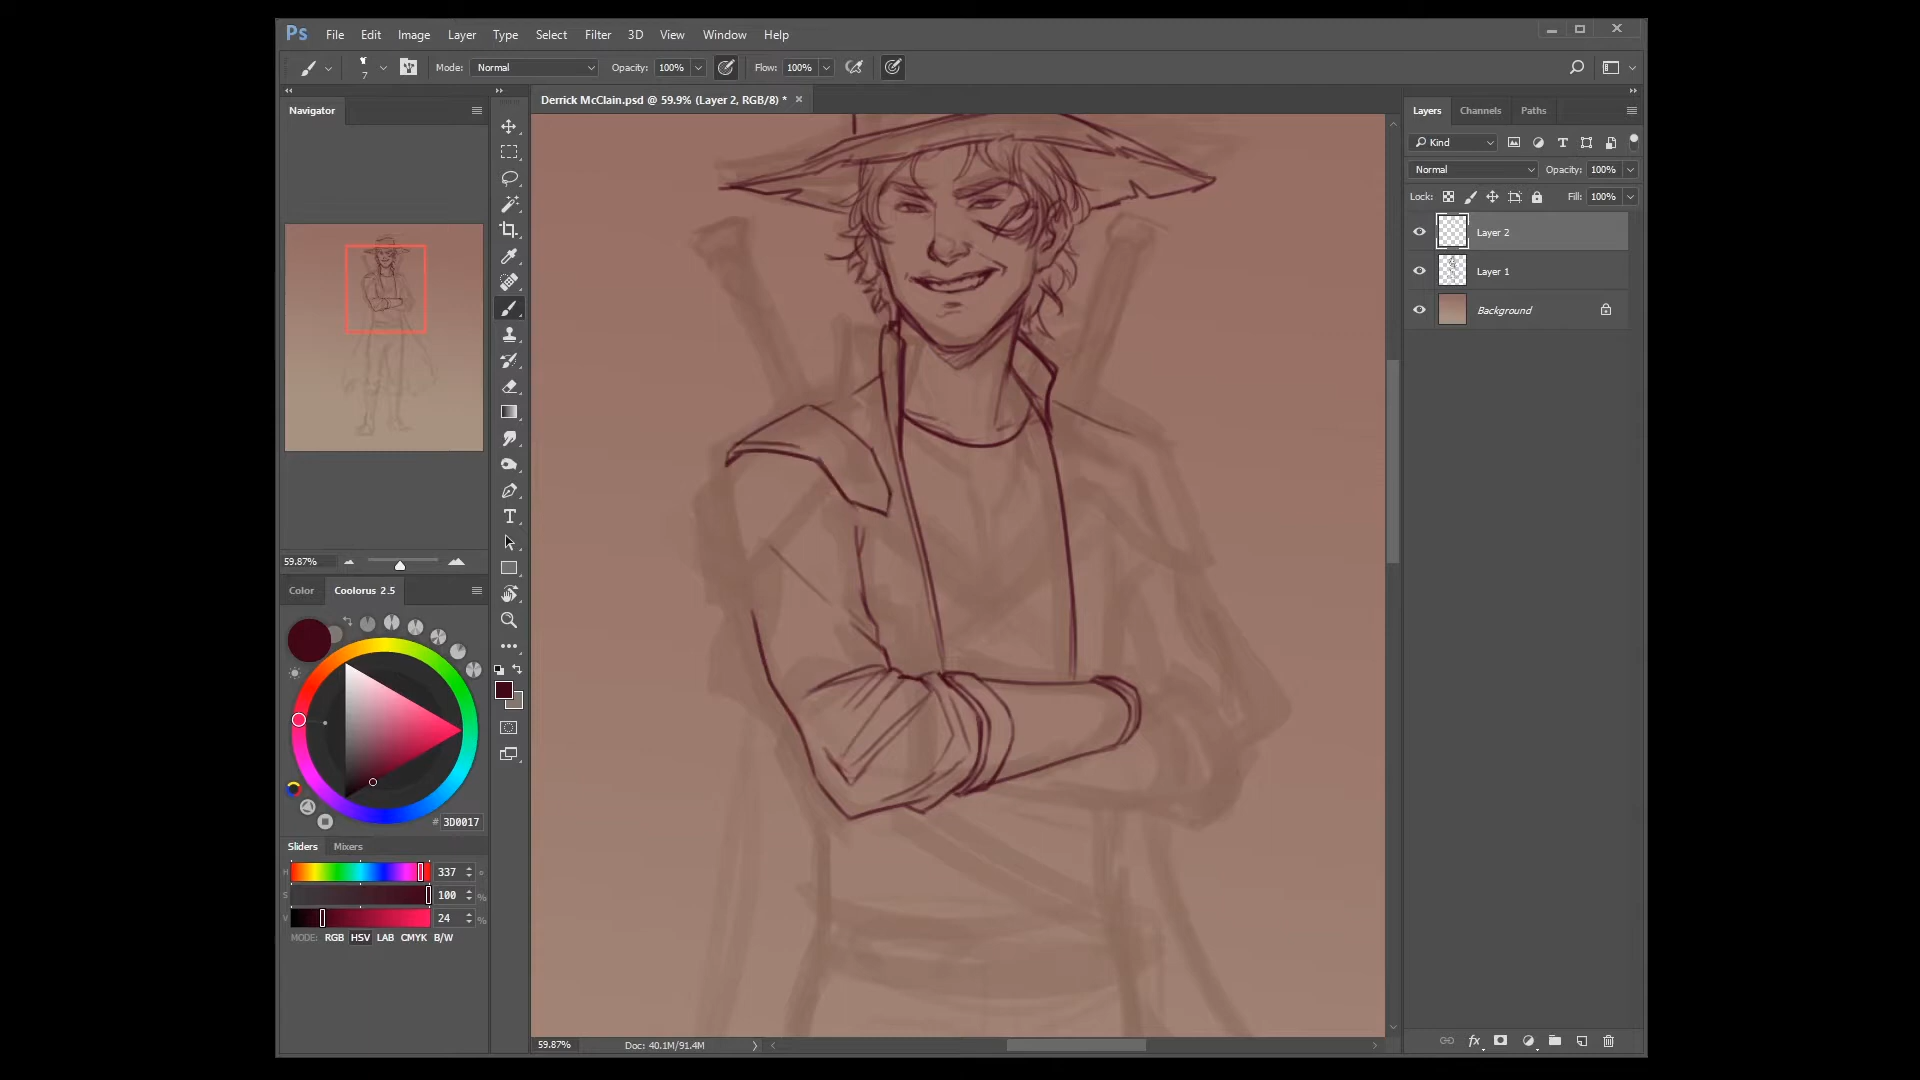 Ps File Edit Image Layer Type Select Filter 3D View Window Help
7 Mode: Normal Opacity: 100% Flow: 100%
Navigator
Derrick McClain.psd @ 59.9% (Layer 2, RGB/8) *
Layers Channels Paths
Kind
Normal Opacity: 100%
Lock: Fill: 100%
Layer 2
Layer 1
Background
59.87%
Color Coolorus 2.5
# 3D0017
Sliders Mixers
H 337 °
S 100 %
V 24 %
MODE: RGB HSV LAB CMYK B/W
59.87% Doc: 40.1M/91.4M
fx